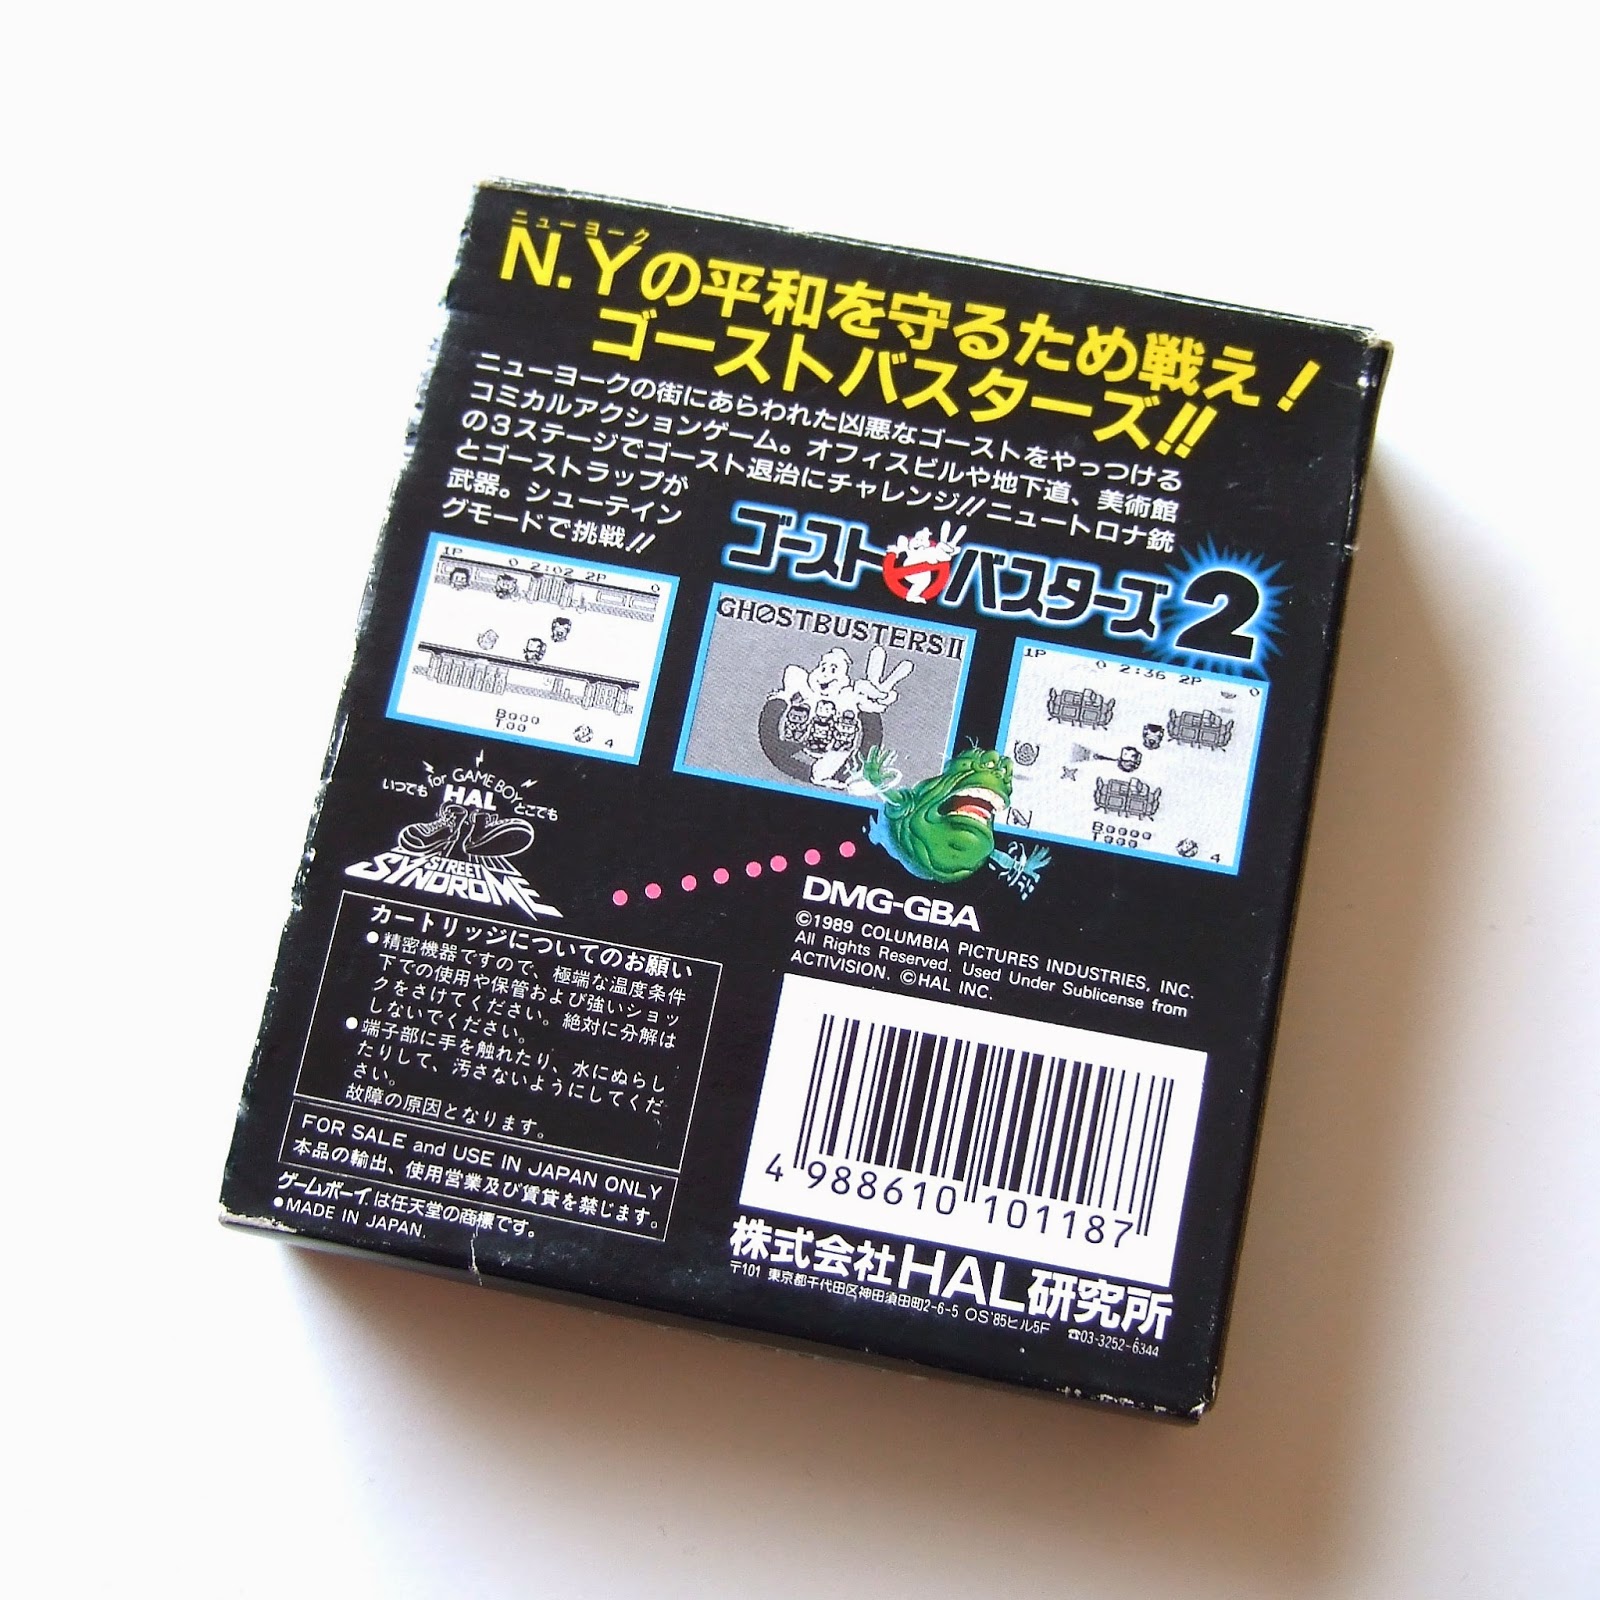 ニューヨーク
N.Yの平和を守るため戦え!
ゴーストバスターズ!!
ニューヨークの街にあらわれた凶悪なゴーストをやっつける
コミカルアクションゲーム。オフィスビルや地下道、美術館
の3ステージでゴースト退治にチャレンジ!!ニュートロナ銃
とゴーストラップが
武器。シューテイン
グモードで挑戦!!
ゴーストバスターズ2
1P 0 2:02 2P 0
4
GHOSTBUSTERS II
1P 0 2:36 2P 0
4
いつでも for GAME BOY どこでも
HAL
STREET
SYNDROME
DMG-GBA
©1989 COLUMBIA PICTURES INDUSTRIES, INC.
All Rights Reserved. Used Under Sublicense from
ACTIVISION. ©HAL INC.
カートリッジについてのお願い
●精密機器ですので、極端な温度条件
下での使用や保管および強いショッ
クをさけてください。絶対に分解は
しないでください。
●端子部に手を触れたり、水にぬらし
たりして、汚さないようにしてくだ
さい。
故障の原因となります。
FOR SALE and USE IN JAPAN ONLY
本品の輸出、使用営業及び賃貸を禁じます。
ゲームボーイ.は任天堂の商標です。
●MADE IN JAPAN.
4 988610 101187
株式会社HAL研究所
〒101 東京都千代田区神田須田町2-6-5 OS'85ビル5F ☎03-3252-6344